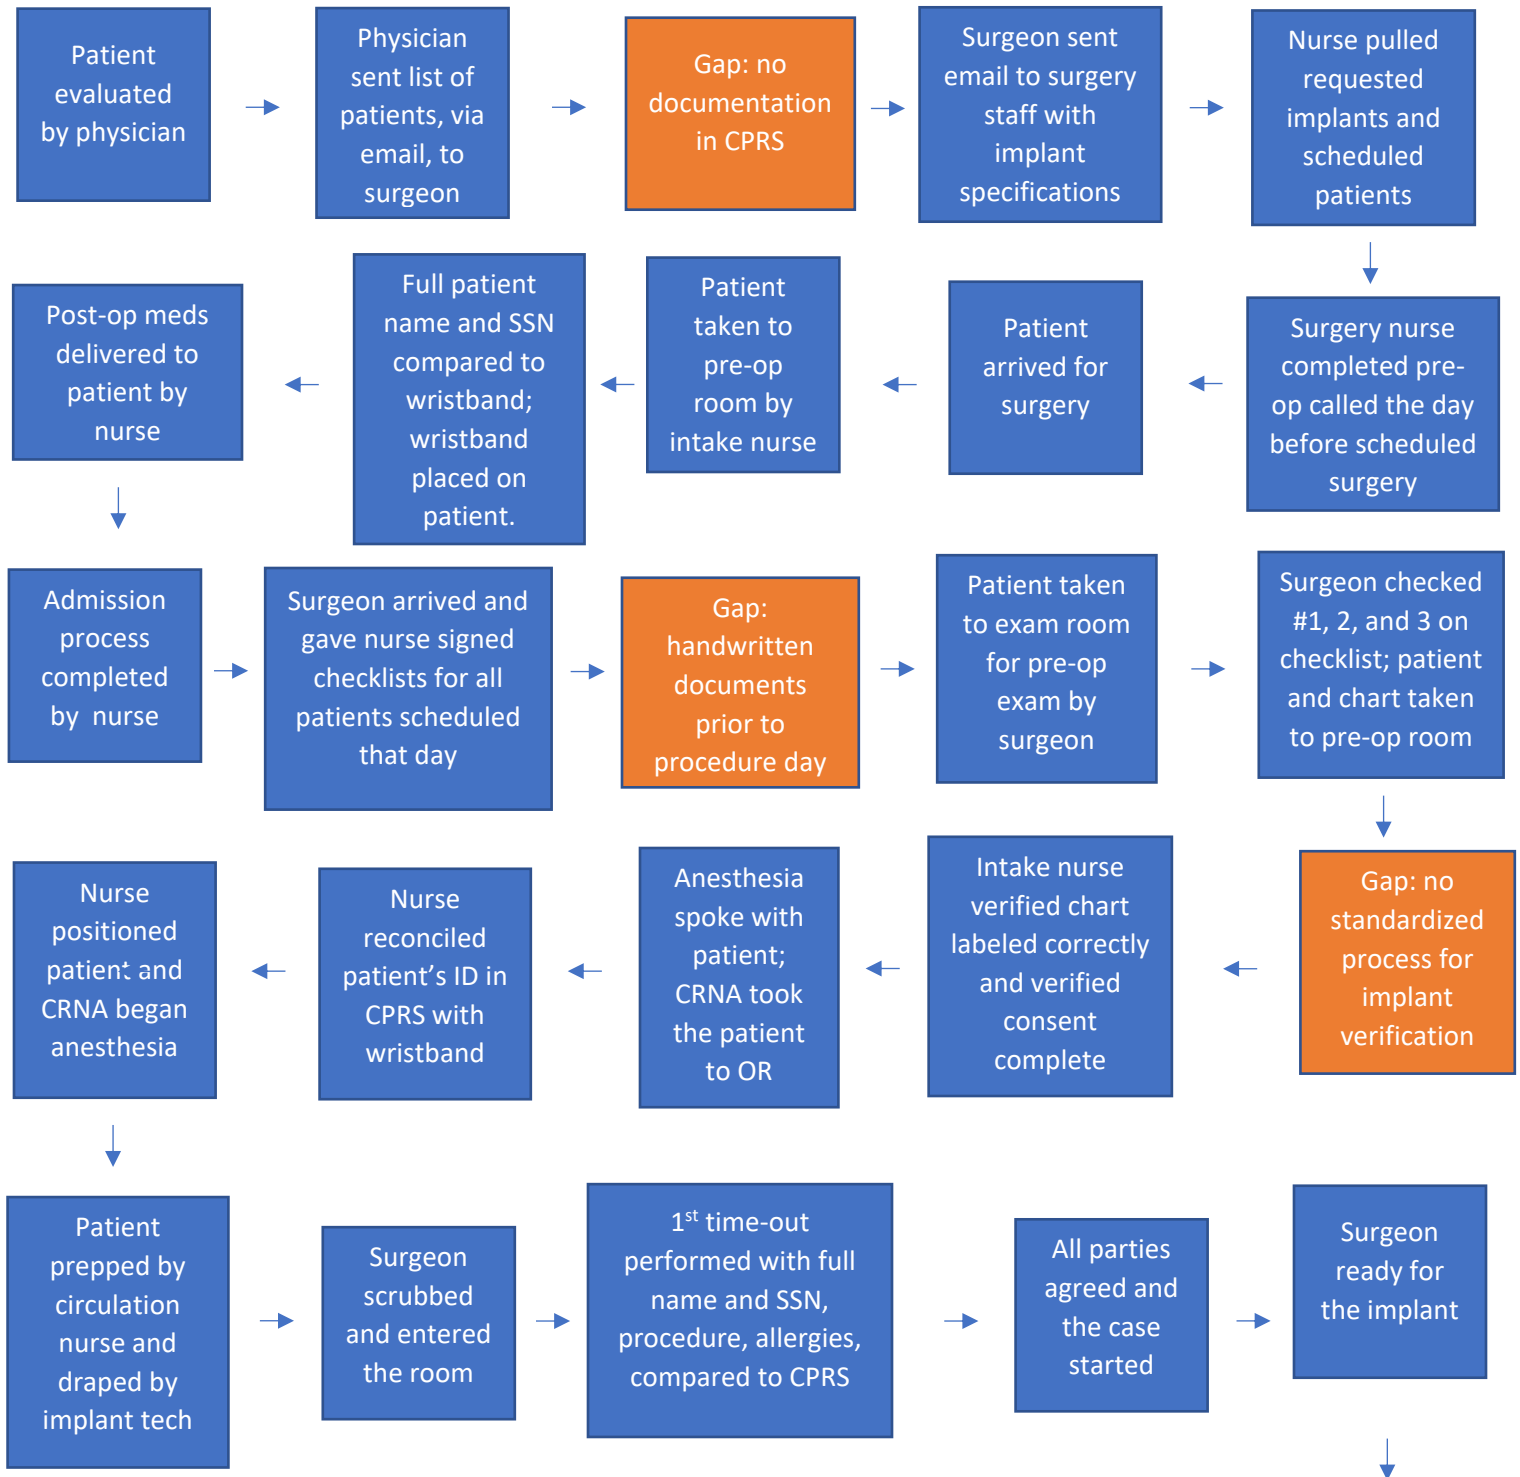 Patient
evaluated
by physician
Physician
sent list of
patients, via
email, to
surgeon
Gap: no
documentation
in CPRS
Surgeon sent
email to surgery
staff with
implant
specifications
Nurse pulled
requested
implants and
scheduled
patients
Surgery nurse
completed pre-
op called the day
before scheduled
surgery
Patient
arrived for
surgery
Patient
taken to
pre-op
room by
intake nurse
Full patient
name and SSN
compared to
wristband;
wristband
placed on
patient.
Post-op meds
delivered to
patient by
nurse
Admission
process
completed
by nurse
Surgeon arrived and
gave nurse signed
checklists for all
patients scheduled
that day
Gap:
handwritten
documents
prior to
procedure day
Patient taken
to exam room
for pre-op
exam by
surgeon
Surgeon checked
#1, 2, and 3 on
checklist; patient
and chart taken
to pre-op room
Gap: no
standardized
process for
implant
verification
Intake nurse
verified chart
labeled correctly
and verified
consent
complete
Anesthesia
spoke with
patient;
CRNA took
the patient
to OR
Nurse
reconciled
patient’s ID in
CPRS with
wristband
Nurse
positioned
patient and
CRNA began
anesthesia
Patient
prepped by
circulation
nurse and
draped by
implant tech
Surgeon
scrubbed
and entered
the room
1st time-out
performed with full
name and SSN,
procedure, allergies,
compared to CPRS
All parties
agreed and
the case
started
Surgeon
ready for
the implant